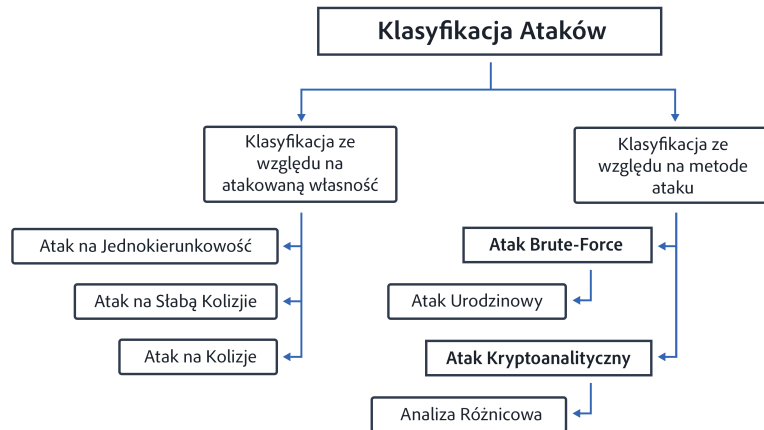 Klasyfikacja Ataków
Klasyfikacja ze
względu na
atakowaną własność
Atak na Jednokierunkowość
Atak na Słabą Kolizjie
Atak na Kolizje
Klasyfikacja ze
względu na metode
ataku
Atak Brute-Force
Atak Urodzinowy
Atak Kryptoanalityczny
Analiza Różnicowa